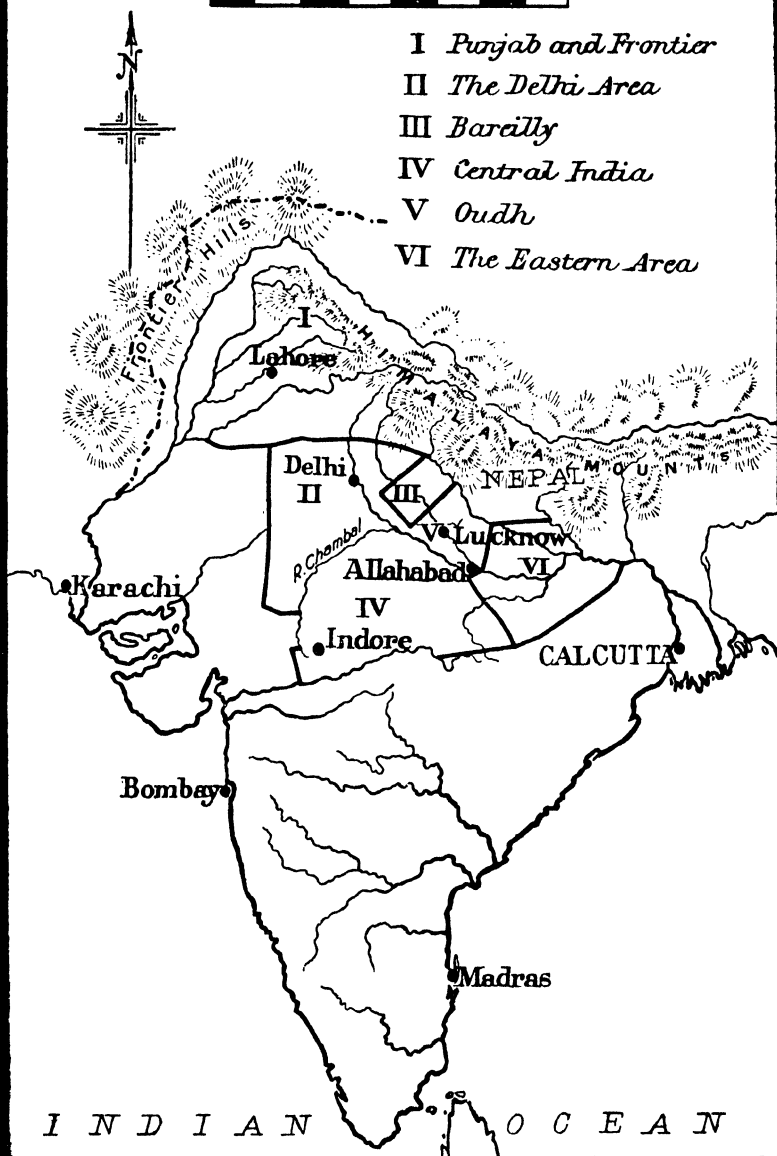 I Punjab and Frontier
II The Delhi Area
III Bareilly
IV Central India
V Oudh
VI The Eastern Area
N
Frontier Hills
I
Lahore
HIMALAYA MOUNTS
NEPAL
Delhi
II
III
V Lucknow
R. Chambal
Allahabad
VI
Karachi
IV
Indore
CALCUTTA
Bombay
Madras
INDIAN OCEAN